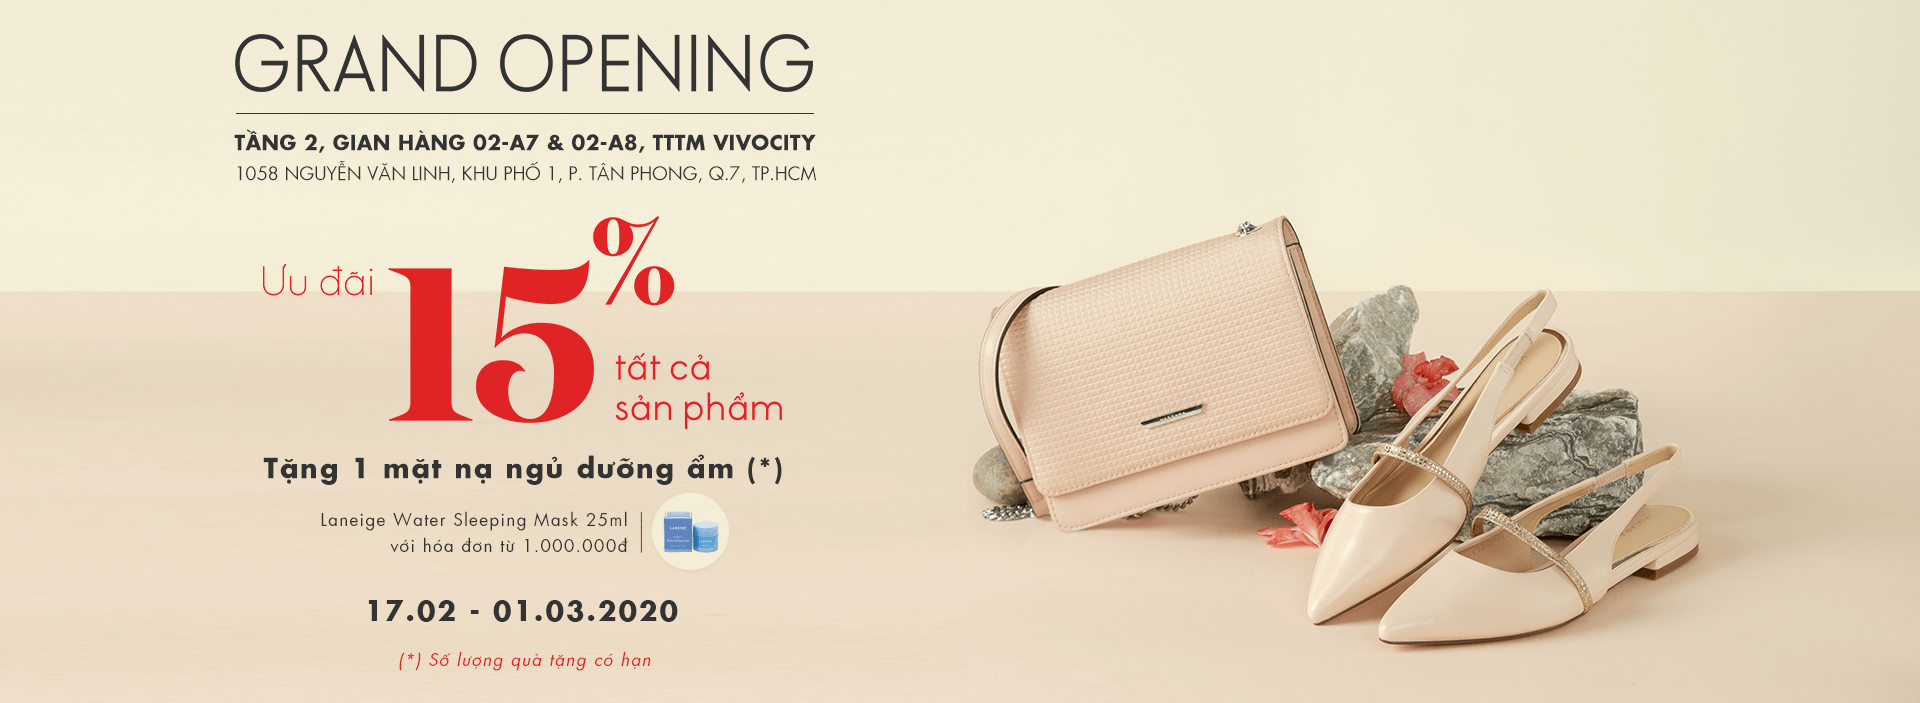 GRAND OPENING
TẦNG 2, GIAN HÀNG 02-A7 & 02-A8, TTTM VIVOCITY
1058 NGUYỄN VĂN LINH, KHU PHỐ 1, P. TÂN PHONG, Q.7, TP.HCM
Ưu đãi 15%
tất cả
sản phẩm
Tặng 1 mặt nạ ngủ dưỡng ẩm (*)
Laneige Water Sleeping Mask 25ml
với hóa đơn từ 1.000.000đ
17.02 - 01.03.2020
(*) Số lượng quà tặng có hạn